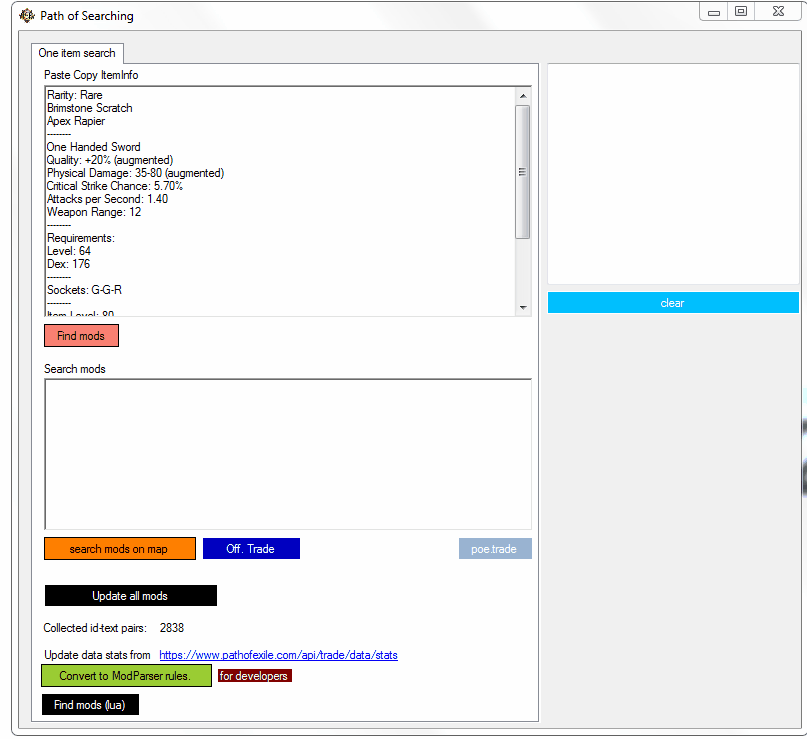 Path of Searching
One item search
Paste Copy ItemInfo
Rarity: Rare
Brimstone Scratch
Apex Rapier
--------
One Handed Sword
Quality: +20% (augmented)
Physical Damage: 35-80 (augmented)
Critical Strike Chance: 5.70%
Attacks per Second: 1.40
Weapon Range: 12
--------
Requirements:
Level: 64
Dex: 176
--------
Sockets: G-G-R
--------
Item Level: 80
Find mods
clear
Search mods
search mods on map
Off. Trade
poe.trade
Update all mods
Collected id-text pairs: 2838
Update data stats from https://www.pathofexile.com/api/trade/data/stats
Convert to ModParser rules.
for developers
Find mods (lua)